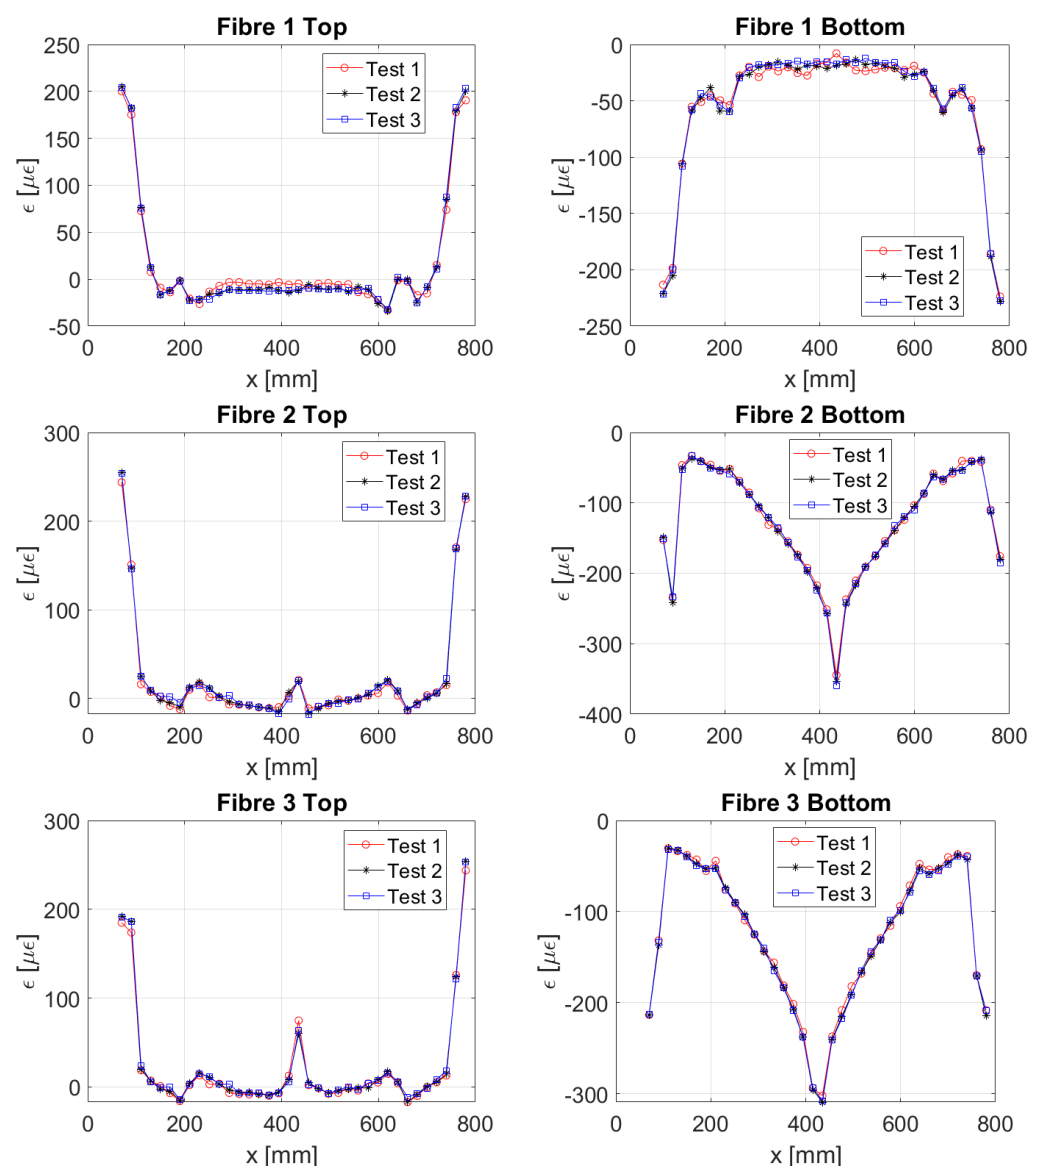 Fibre 1 Top
250
200
150
100
50
0
-50
ϵ [μϵ]
Test 1
Test 2
Test 3
0 200 400 600 800
x [mm]
Fibre 1 Bottom
0
-50
-100
-150
-200
-250
ϵ [μϵ]
Test 1
Test 2
Test 3
0 200 400 600 800
x [mm]
Fibre 2 Top
300
200
100
0
ϵ [μϵ]
Test 1
Test 2
Test 3
0 200 400 600 800
x [mm]
Fibre 2 Bottom
0
-100
-200
-300
-400
ϵ [μϵ]
Test 1
Test 2
Test 3
0 200 400 600 800
x [mm]
Fibre 3 Top
300
200
100
0
ϵ [μϵ]
Test 1
Test 2
Test 3
0 200 400 600 800
x [mm]
Fibre 3 Bottom
0
-100
-200
-300
ϵ [μϵ]
Test 1
Test 2
Test 3
0 200 400 600 800
x [mm]